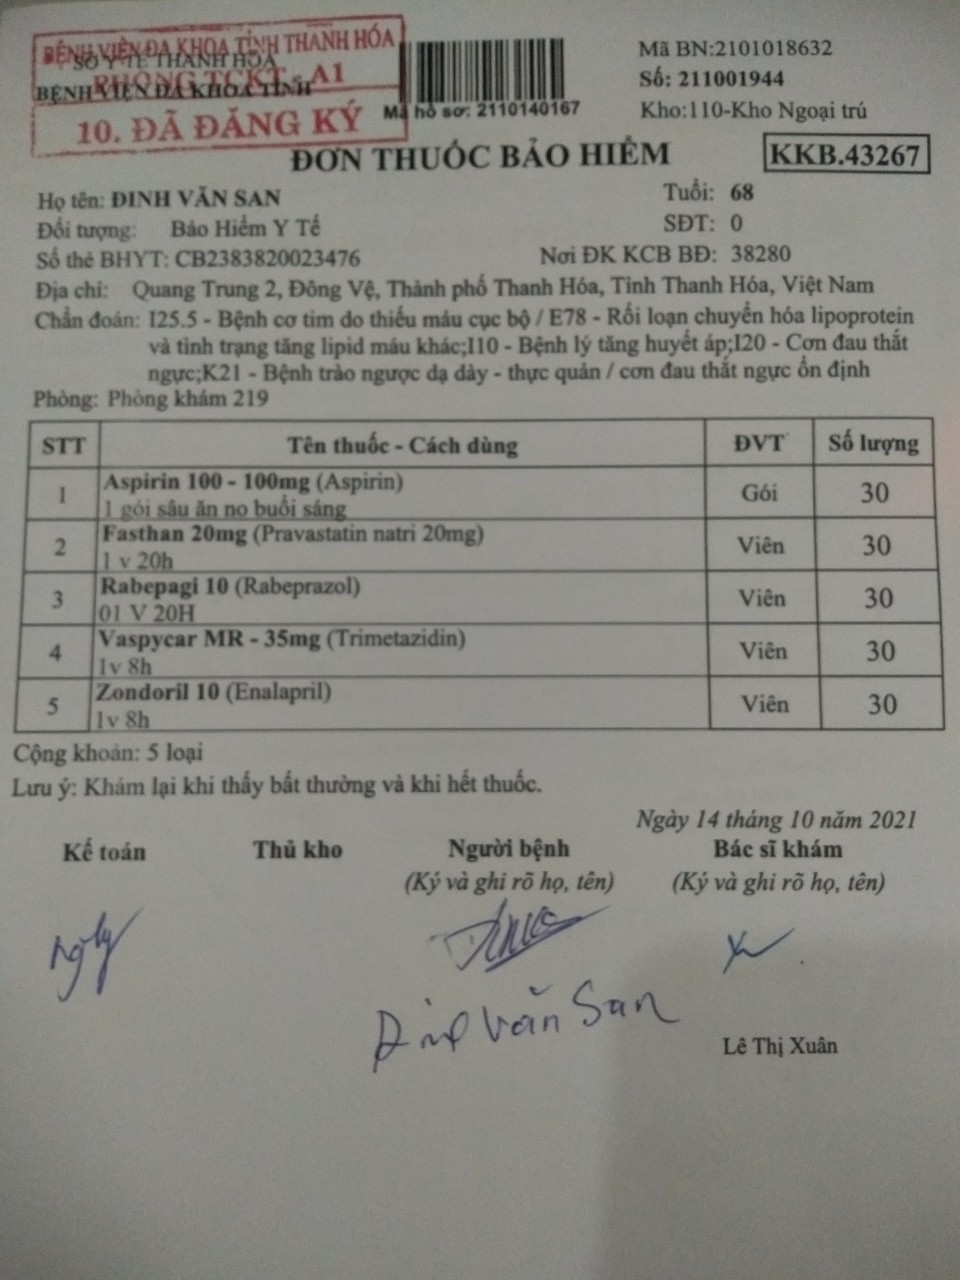 BỆNH VIỆN ĐA KHOA TỈNH THANH HÓA
SỞ Y TẾ THANH HÓA
PHÒNG TCKT - A1
BỆNH VIỆN ĐA KHOA TỈNH
10. ĐÃ ĐĂNG KÝ
Mã hồ sơ: 2110140167
Mã BN:2101018632
Số: 211001944
Kho:110-Kho Ngoại trú
ĐƠN THUỐC BẢO HIỂM
KKB.43267
Họ tên: ĐINH VĂN SAN Tuổi: 68
Đối tượng: Bảo Hiểm Y Tế SĐT: 0
Số thẻ BHYT: CB2383820023476 Nơi ĐK KCB BĐ: 38280
Địa chỉ: Quang Trung 2, Đông Vệ, Thành phố Thanh Hóa, Tỉnh Thanh Hóa, Việt Nam
Chẩn đoán: I25.5 - Bệnh cơ tim do thiếu máu cục bộ / E78 - Rối loạn chuyển hóa lipoprotein
và tình trạng tăng lipid máu khác;I10 - Bệnh lý tăng huyết áp;I20 - Cơn đau thắt
ngực;K21 - Bệnh trào ngược dạ dày - thực quản / cơn đau thắt ngực ổn định
Phòng: Phòng khám 219
STT Tên thuốc - Cách dùng ĐVT Số lượng
1 Aspirin 100 - 100mg (Aspirin) Gói 30
1 gói sâu ăn no buổi sáng
2 Fasthan 20mg (Pravastatin natri 20mg) Viên 30
1 v 20h
3 Rabepagi 10 (Rabeprazol) Viên 30
01 V 20H
4 Vaspycar MR - 35mg (Trimetazidin) Viên 30
1v 8h
5 Zondoril 10 (Enalapril) Viên 30
1v 8h
Cộng khoản: 5 loại
Lưu ý: Khám lại khi thấy bất thường và khi hết thuốc.
Ngày 14 tháng 10 năm 2021
Kế toán Thủ kho Người bệnh Bác sĩ khám
(Ký và ghi rõ họ, tên) (Ký và ghi rõ họ, tên)
Đinh Văn San
Lê Thị Xuân